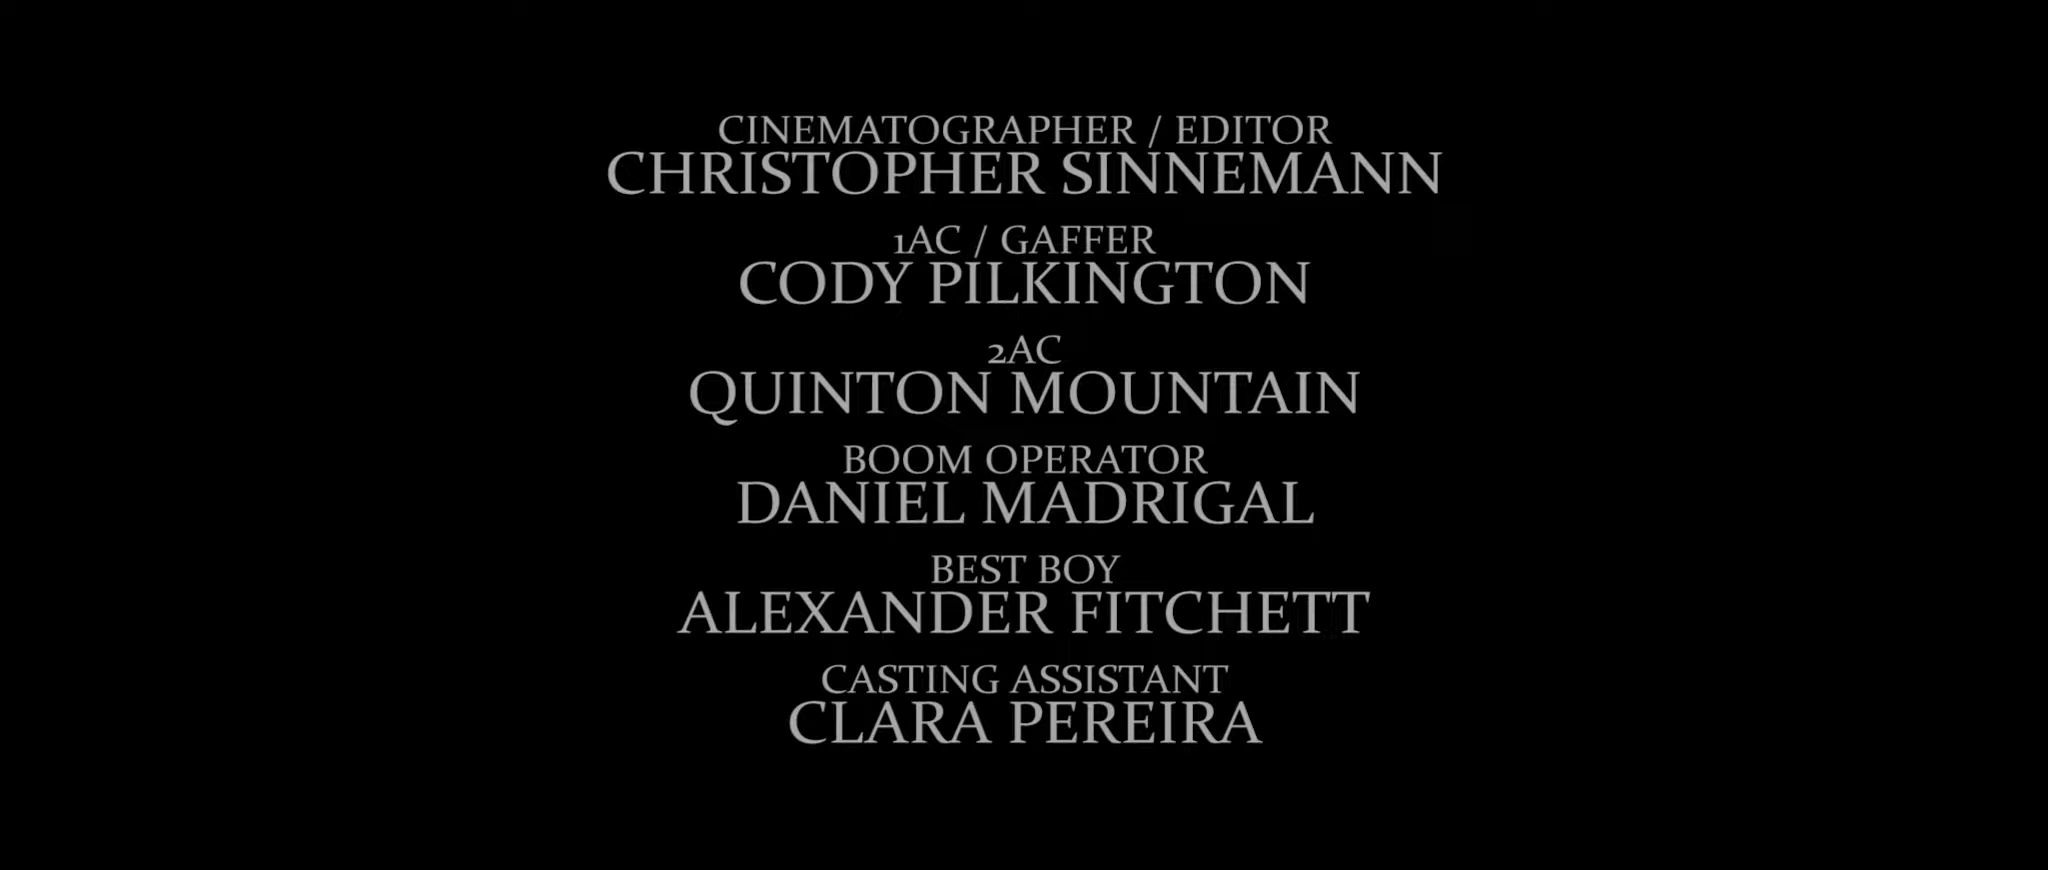 CINEMATOGRAPHER / EDITOR
CHRISTOPHER SINNEMANN
1AC / GAFFER
CODY PILKINGTON
2AC
QUINTON MOUNTAIN
BOOM OPERATOR
DANIEL MADRIGAL
BEST BOY
ALEXANDER FITCHETT
CASTING ASSISTANT
CLARA PEREIRA